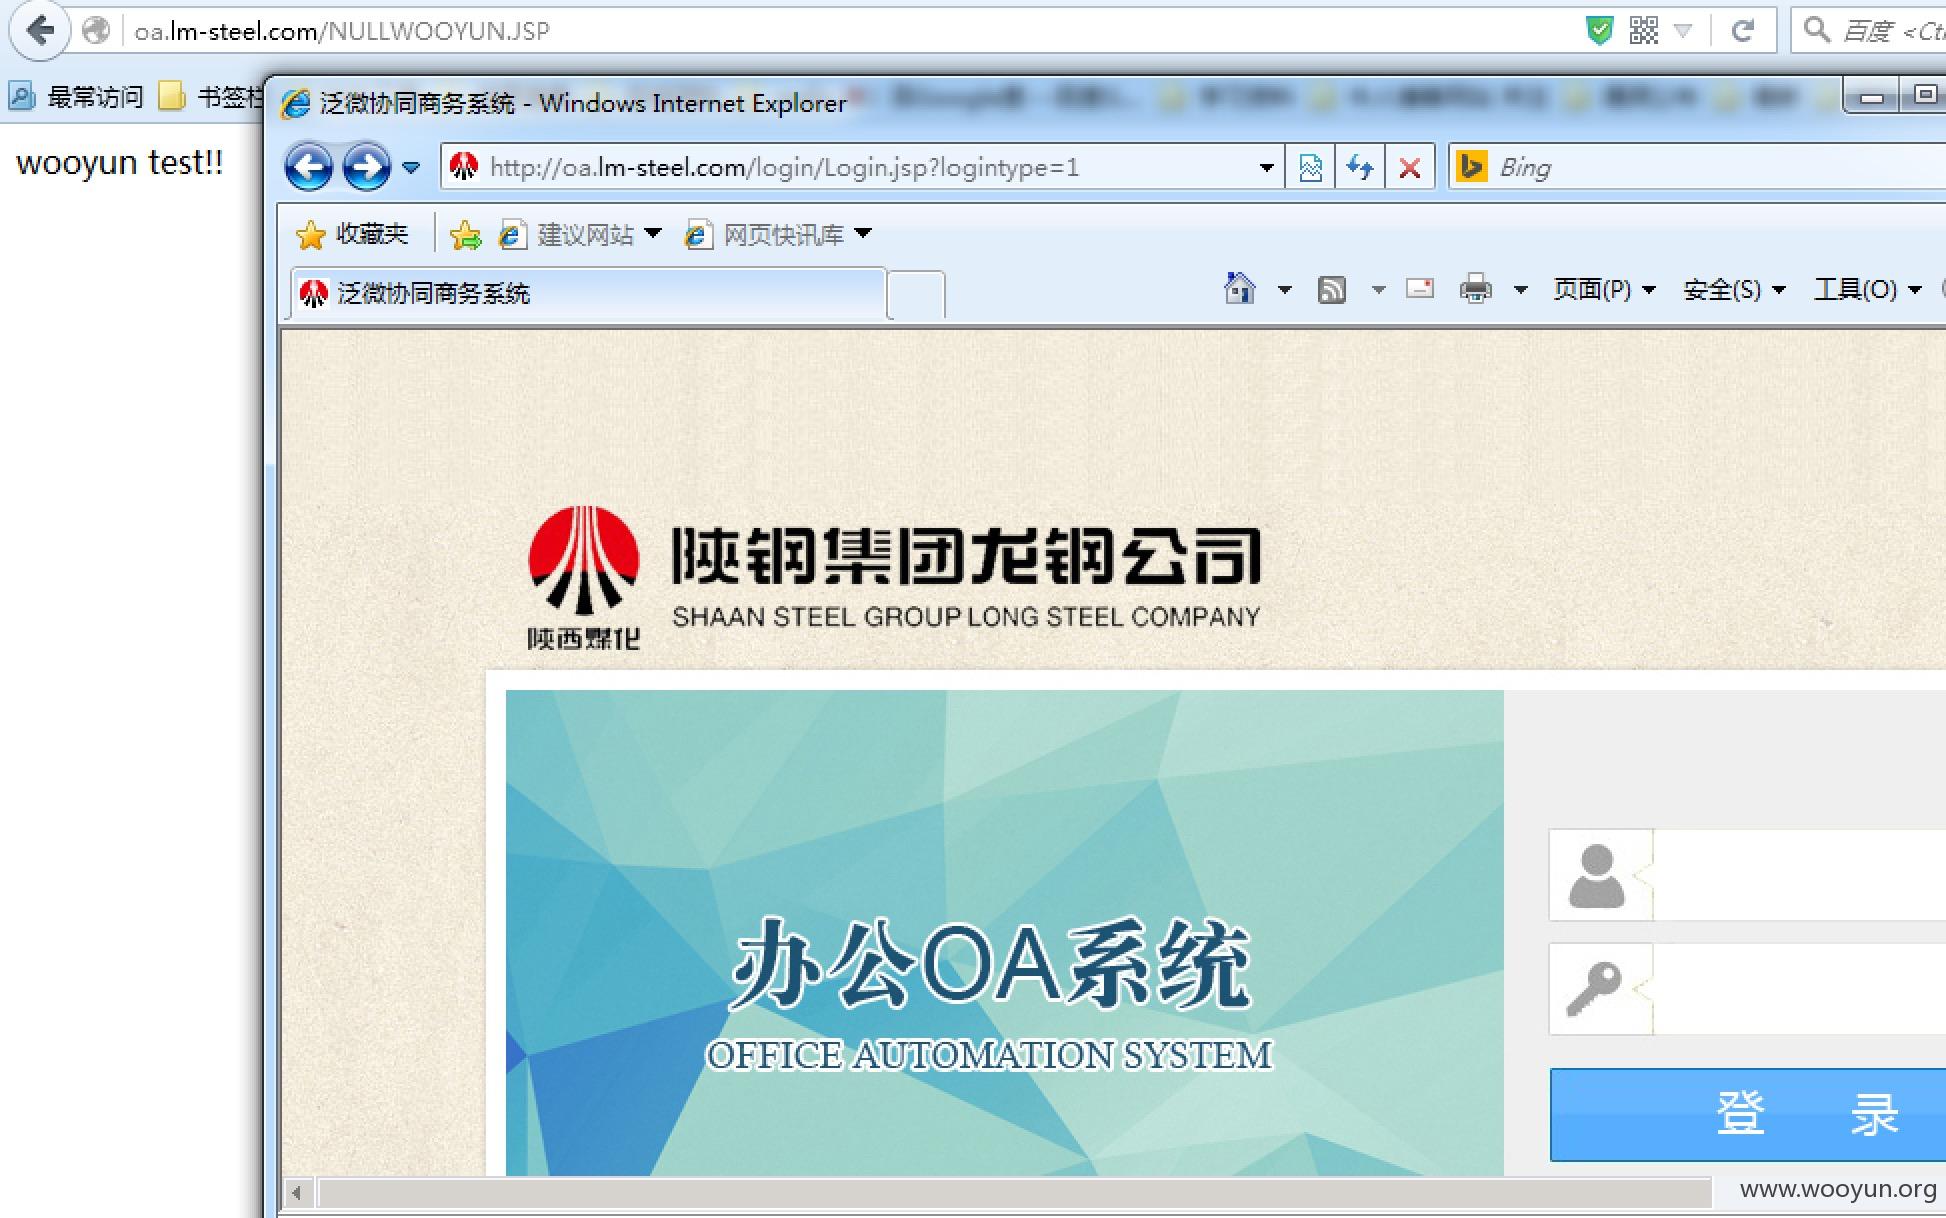 oa.lm-steel.com/NULLWOOYUN.JSP
百度 <Ct
最常访问 书签栏
wooyun test!!
泛微协同商务系统 - Windows Internet Explorer
http://oa.lm-steel.com/login/Login.jsp?logintype=1
Bing
收藏夹 建议网站 网页快讯库
泛微协同商务系统
页面(P) 安全(S) 工具(O)
陕钢集团龙钢公司
SHAAN STEEL GROUP LONG STEEL COMPANY
陕西煤化
办公OA系统
OFFICE AUTOMATION SYSTEM
登 录
www.wooyun.org